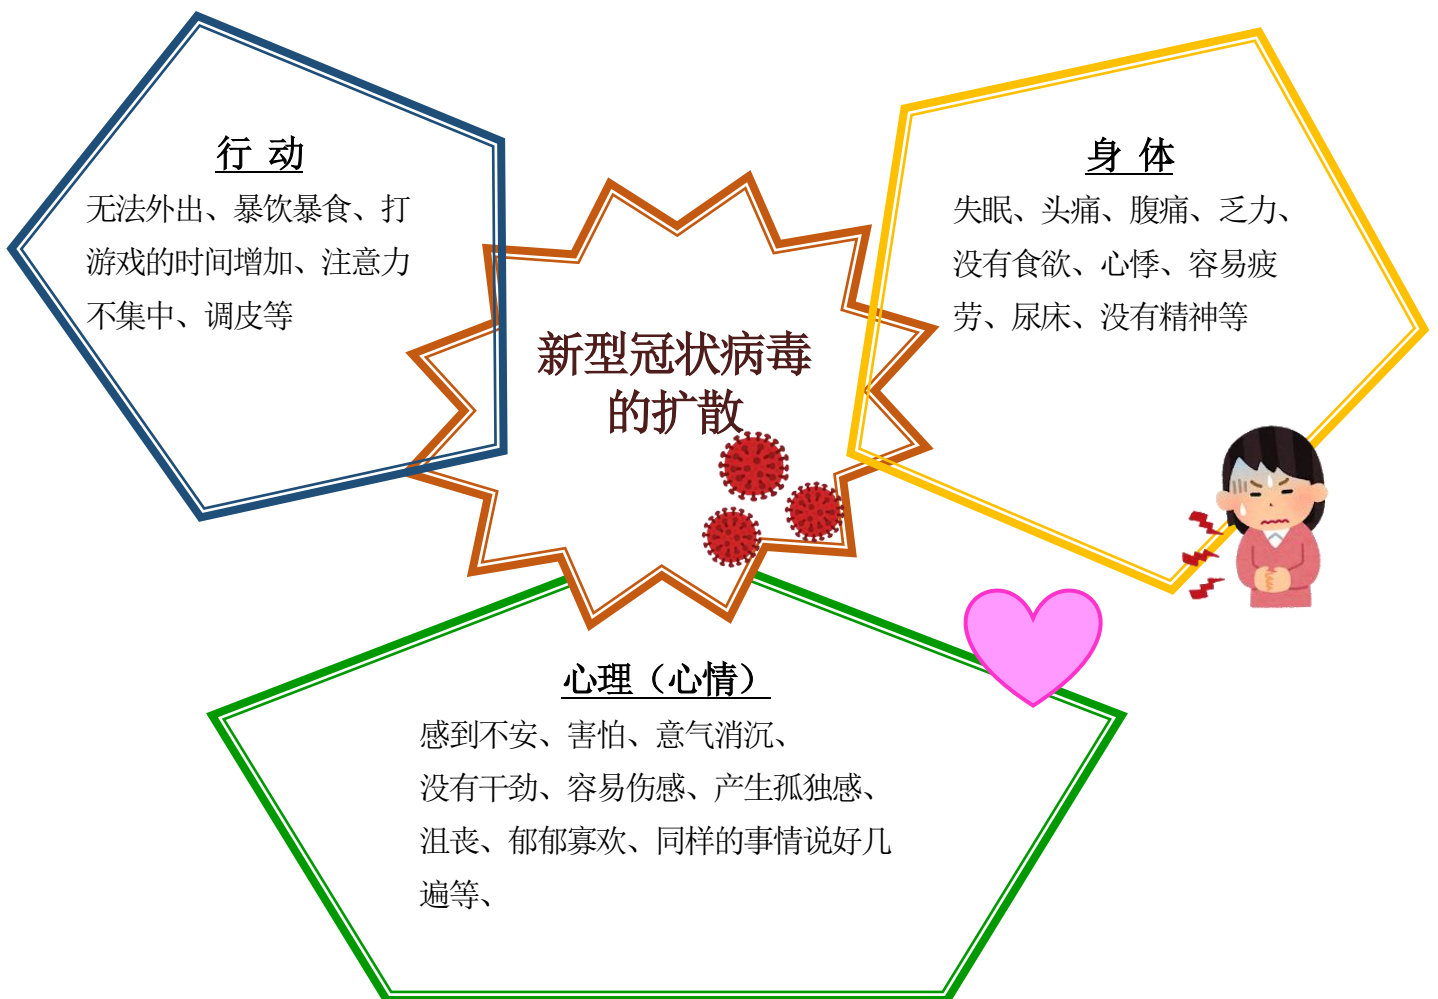 行 动
无法外出、暴饮暴食、打
游戏的时间增加、注意力
不集中、调皮等
身 体
失眠、头痛、腹痛、乏力、
没有食欲、心悸、容易疲
劳、尿床、没有精神等
新型冠状病毒
的扩散
心理（心情）
感到不安、害怕、意气消沉、
没有干劲、容易伤感、产生孤独感、
沮丧、郁郁寡欢、同样的事情说好几
遍等、